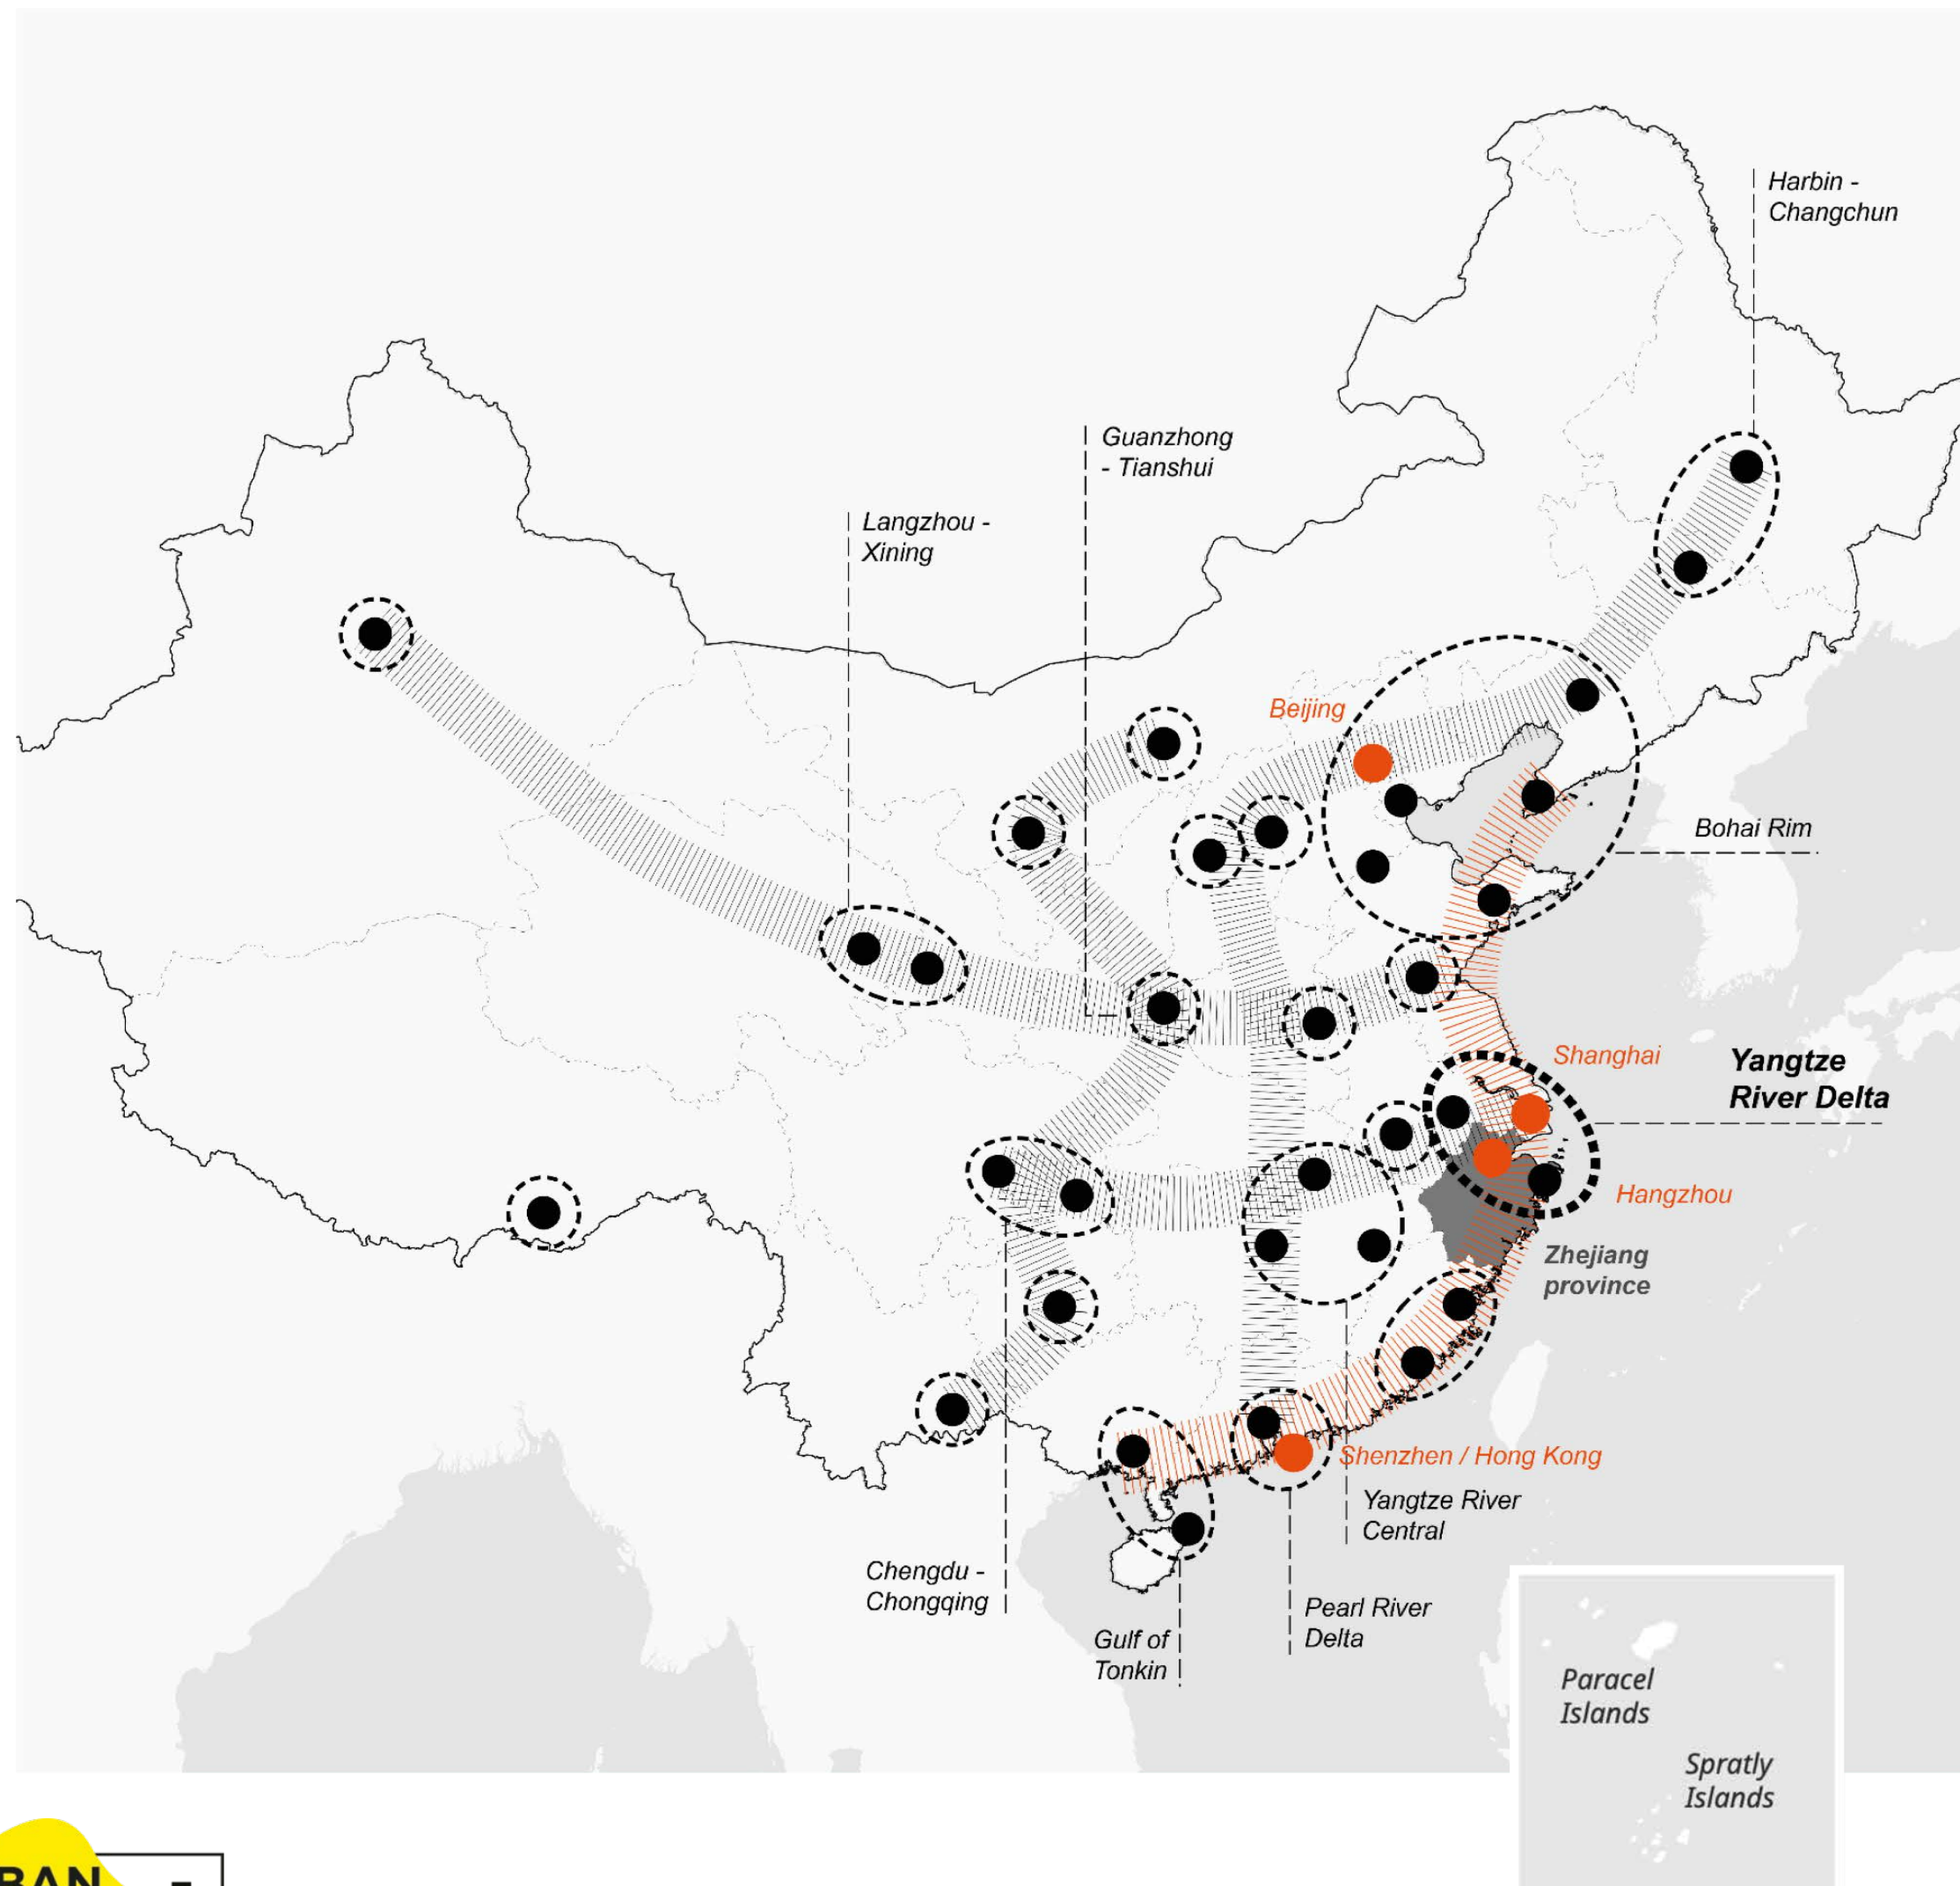 Harbin -
Changchun
Guanzhong
- Tianshui
Langzhou -
Xining
Beijing
Bohai Rim
Shanghai
Yangtze
River Delta
Hangzhou
Zhejiang
province
Shenzhen / Hong Kong
Yangtze River
Central
Chengdu -
Chongqing
Pearl River
Delta
Gulf of
Tonkin
Paracel
Islands
Spratly
Islands
BAN